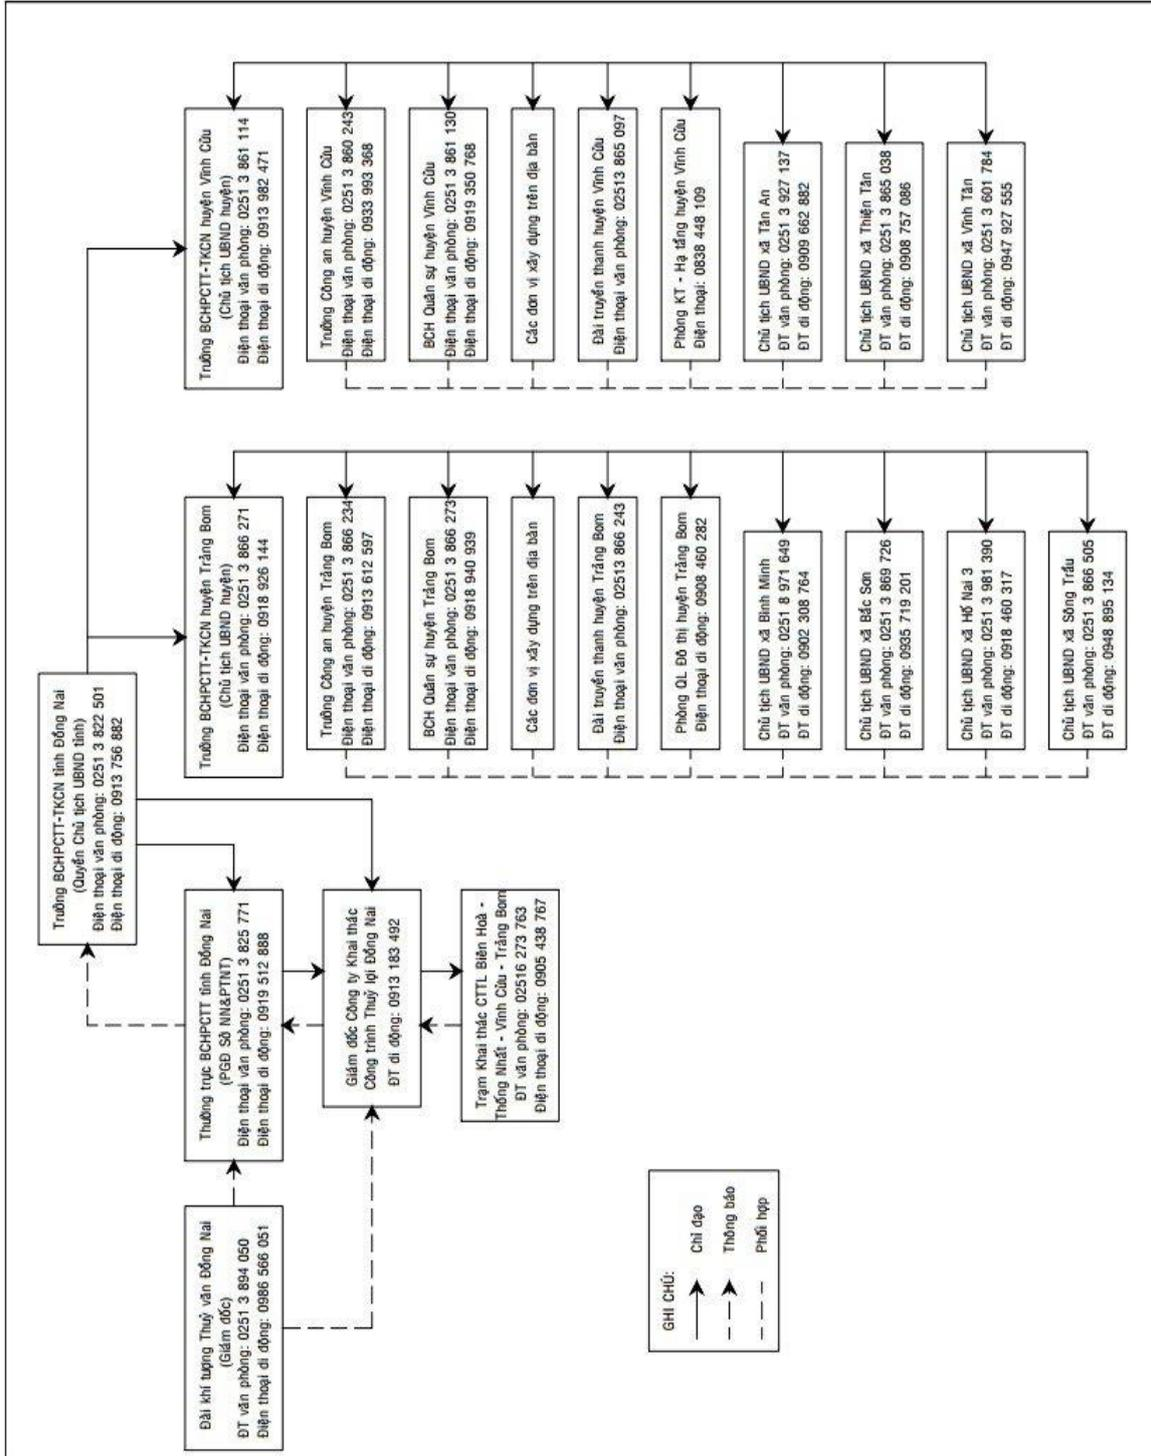 Trưởng BCHPCTT-TKCN tỉnh Đồng Nai
(Quyền Chủ tịch UBND tỉnh)
Điện thoại văn phòng: 0251 3 822 501
Điện thoại di động: 0913 756 882
Đài khí tượng Thuỷ văn Đồng Nai
(Giám đốc)
ĐT văn phòng: 0251 3 894 050
Điện thoại di động: 0986 566 051
Thường trực BCHPCTT tỉnh Đồng Nai
(PGĐ Sở NN&PTNT)
Điện thoại văn phòng: 0251 3 825 771
Điện thoại di động: 0919 512 888
Giám đốc Công ty Khai thác
Công trình Thuỷ lợi Đồng Nai
ĐT di động: 0913 183 492
Trạm Khai thác CTTL Biên Hoà -
Thống Nhất - Vĩnh Cửu - Trảng Bom
ĐT văn phòng: 02516 273 763
Điện thoại di động: 0905 438 767
Trưởng BCHPCTT-TKCN huyện Trảng Bom
(Chủ tịch UBND huyện)
Điện thoại văn phòng: 0251 3 866 271
Điện thoại di động: 0918 926 144
Trưởng Công an huyện Trảng Bom
Điện thoại văn phòng: 0251 3 866 234
Điện thoại di động: 0913 612 597
BCH Quân sự huyện Trảng Bom
Điện thoại văn phòng: 0251 3 866 273
Điện thoại di động: 0918 940 939
Các đơn vị xây dựng trên địa bàn
Đài truyền thanh huyện Trảng Bom
Điện thoại văn phòng: 02513 866 243
Phòng QL Đô thị huyện Trảng Bom
Điện thoại di động: 0908 460 282
Chủ tịch UBND xã Bình Minh
ĐT văn phòng: 0251 8 971 649
ĐT di động: 0902 308 764
Chủ tịch UBND xã Bắc Sơn
ĐT văn phòng: 0251 3 869 726
ĐT di động: 0935 719 201
Chủ tịch UBND xã Hố Nai 3
ĐT văn phòng: 0251 3 981 390
ĐT di động: 0918 460 317
Chủ tịch UBND xã Sông Trầu
ĐT văn phòng: 0251 3 866 505
ĐT di động: 0948 895 134
Trưởng BCHPCTT-TKCN huyện Vĩnh Cửu
(Chủ tịch UBND huyện)
Điện thoại văn phòng: 0251 3 861 114
Điện thoại di động: 0913 982 471
Trưởng Công an huyện Vĩnh Cửu
Điện thoại văn phòng: 0251 3 860 243
Điện thoại di động: 0933 993 368
BCH Quân sự huyện Vĩnh Cửu
Điện thoại văn phòng: 0251 3 861 130
Điện thoại di động: 0919 350 768
Các đơn vị xây dựng trên địa bàn
Đài truyền thanh huyện Vĩnh Cửu
Điện thoại văn phòng: 02513 865 097
Phòng KT - Hạ tầng huyện Vĩnh Cửu
Điện thoại: 0838 448 109
Chủ tịch UBND xã Tân An
ĐT văn phòng: 0251 3 927 137
ĐT di động: 0909 662 882
Chủ tịch UBND xã Thiện Tân
ĐT văn phòng: 0251 3 865 038
ĐT di động: 0908 757 086
Chủ tịch UBND xã Vĩnh Tân
ĐT văn phòng: 0251 3 601 784
ĐT di động: 0947 927 555
GHI CHÚ:
Chỉ đạo
Thông báo
Phối hợp